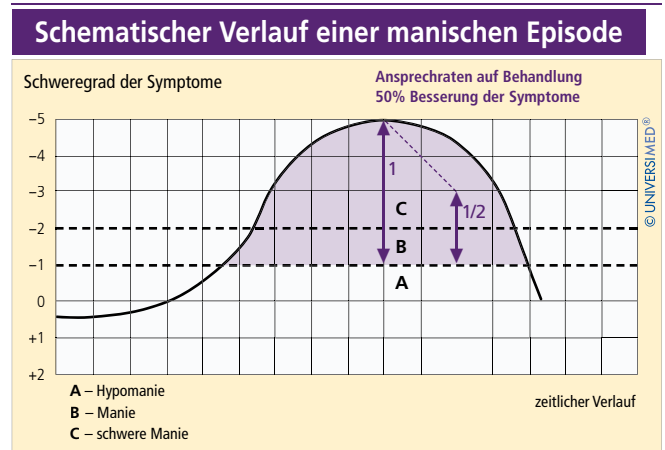 Schematischer Verlauf einer manischen Episode
Schweregrad der Symptome
Ansprechraten auf Behandlung
50% Besserung der Symptome
–5
–4
–3
–2
–1
0
+1
+2
1
1/2
C
B
A
A – Hypomanie
B – Manie
C – schwere Manie
zeitlicher Verlauf
© UNIVERSIMED®